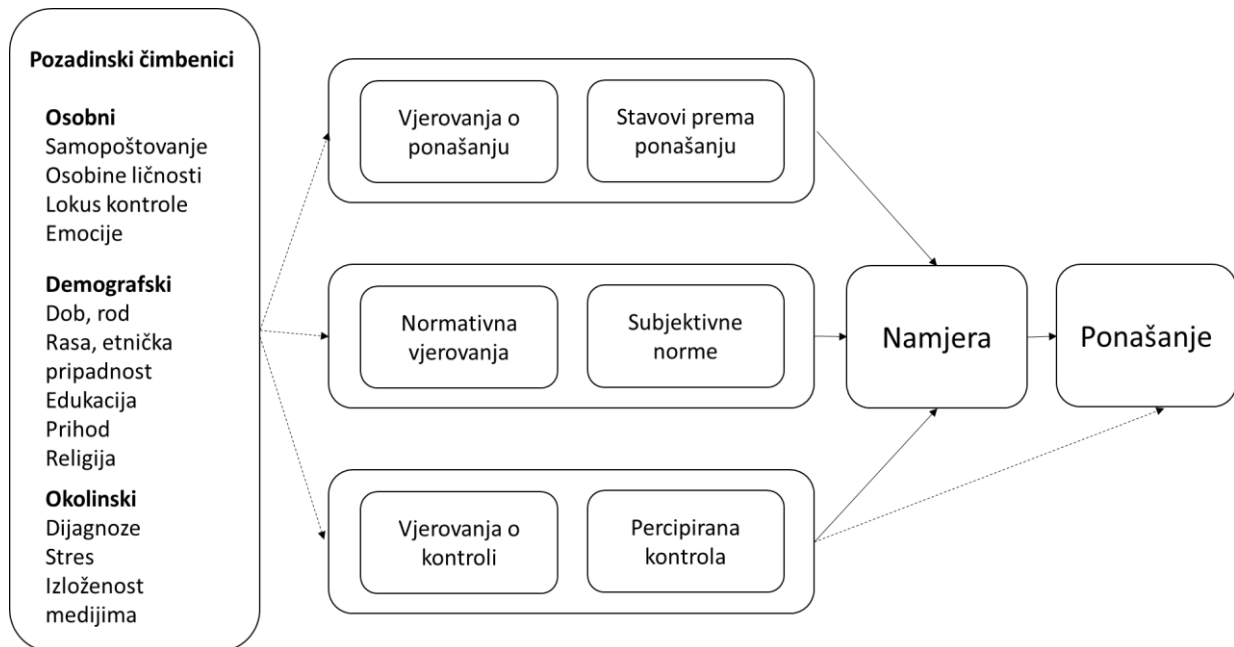 Pozadinski čimbenici
Osobni
Samopoštovanje
Osobine ličnosti
Lokus kontrole
Emocije
Demografski
Dob, rod
Rasa, etnička
pripadnost
Edukacija
Prihod
Religija
Okolinski
Dijagnoze
Stres
Izloženost
medijima
Vjerovanja o
ponašanju
Stavovi prema
ponašanju
Normativna
vjerovanja
Subjektivne
norme
Vjerovanja o
kontroli
Percipirana
kontrola
Namjera
Ponašanje